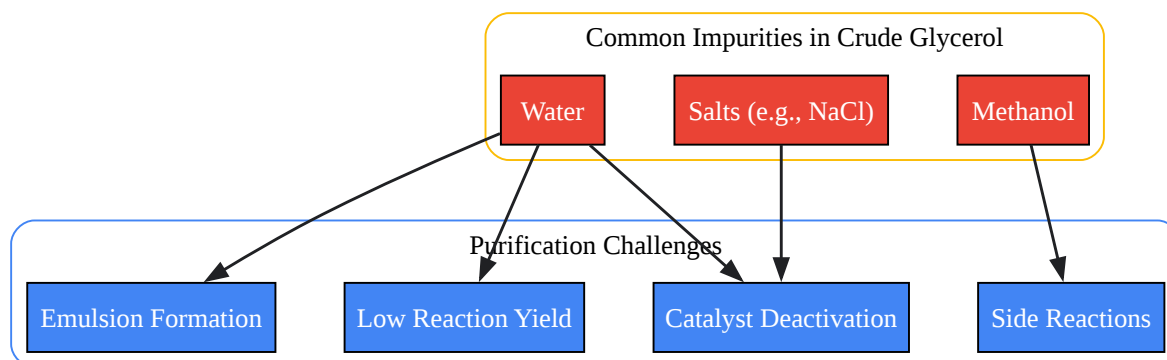 Common Impurities in Crude Glycerol
Water
Salts (e.g., NaCl)
Methanol
Purification Challenges
Emulsion Formation
Low Reaction Yield
Catalyst Deactivation
Side Reactions